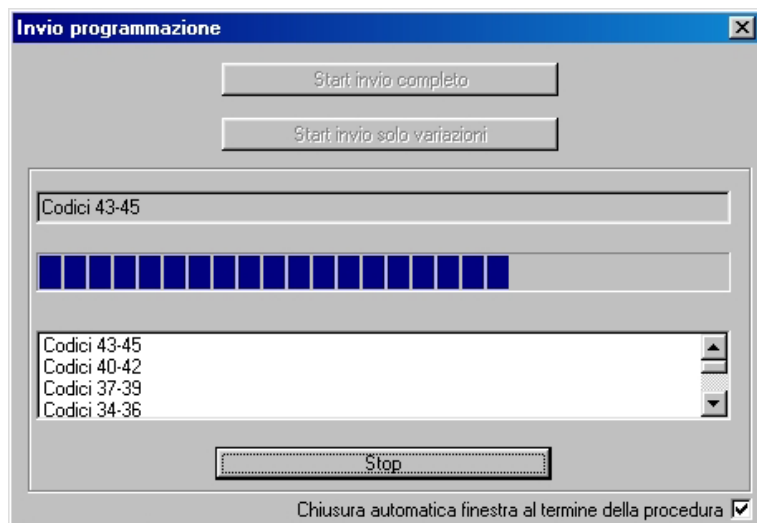 Invio programmazione
Start invio completo
Start invio solo variazioni
Codici 43-45
Codici 43-45
Codici 40-42
Codici 37-39
Codici 34-36
Stop
Chiusura automatica finestra al termine della procedura